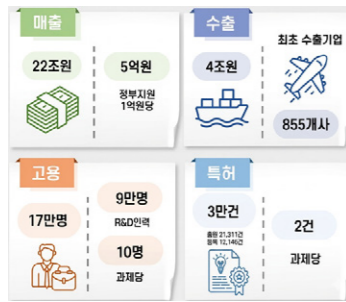 매출
22조원
5억원
정부지원
1억원당
수출
4조원
최초 수출기업
855개사
고용
17만명
9만명
R&D인력
10명
과제당
특허
3만건
출원 21,311건
등록 12,146건
2건
과제당